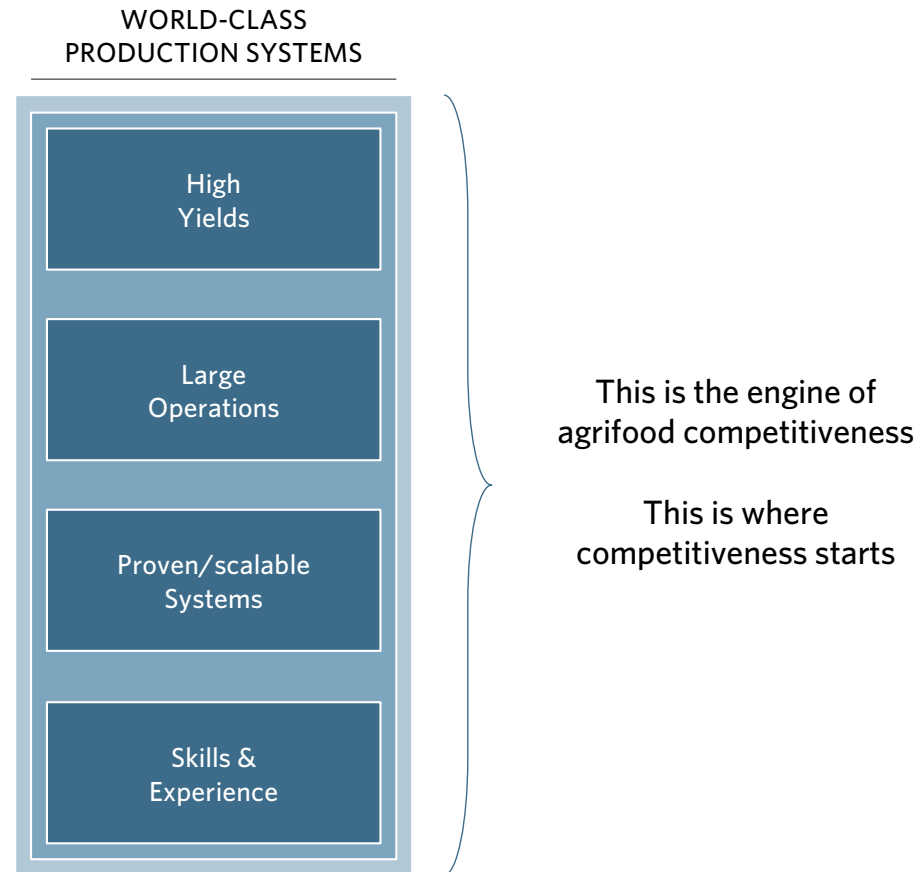 WORLD-CLASS
PRODUCTION SYSTEMS
High
Yields
Large
Operations
Proven/scalable
Systems
Skills &
Experience
This is the engine of
agrifood competitiveness
This is where
competitiveness starts